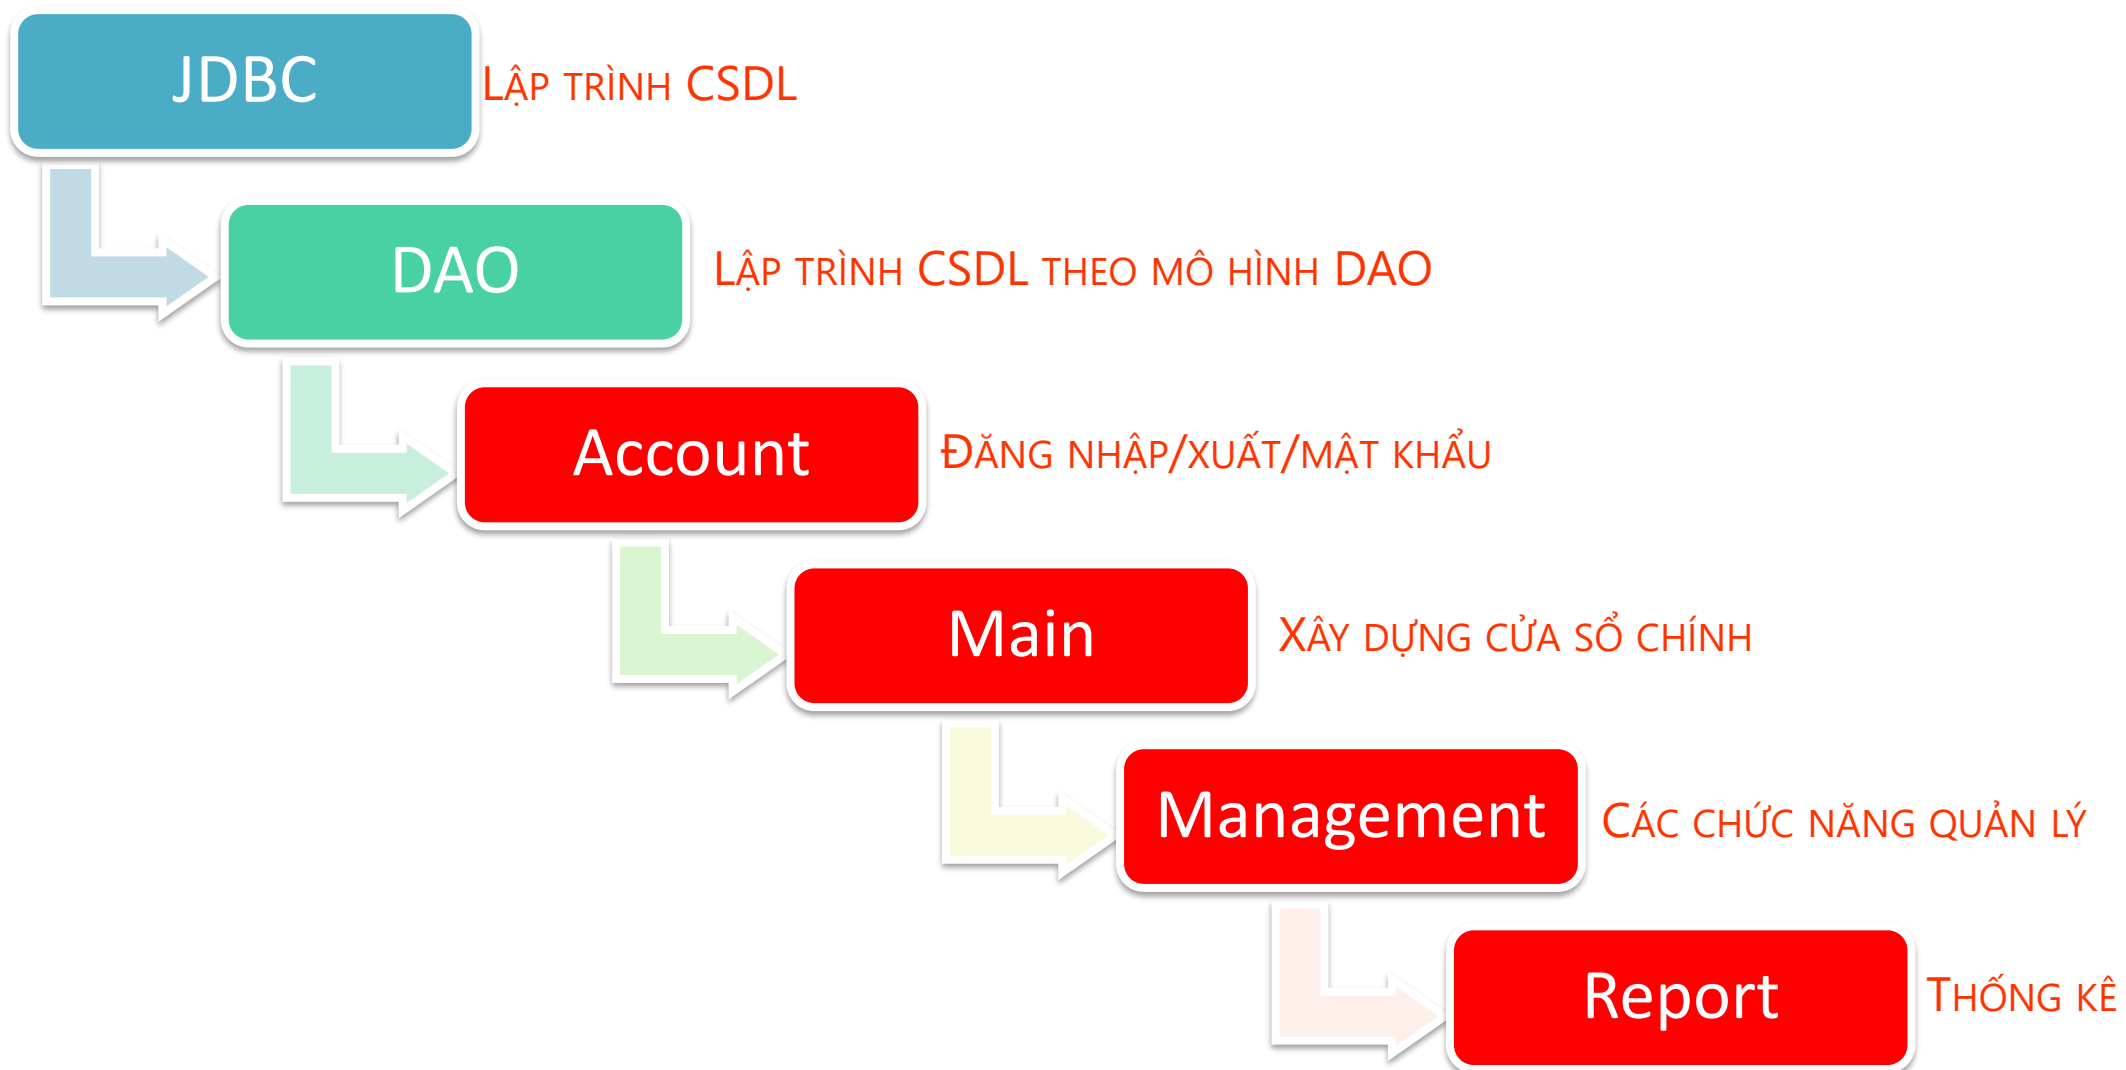 JDBC
Lập trình CSDL
DAO
Lập trình CSDL theo mô hình DAO
Account
Đăng nhập/xuất/mật khẩu
Main
Xây dựng cửa sổ chính
Management
Các chức năng quản lý
Report
Thống kê